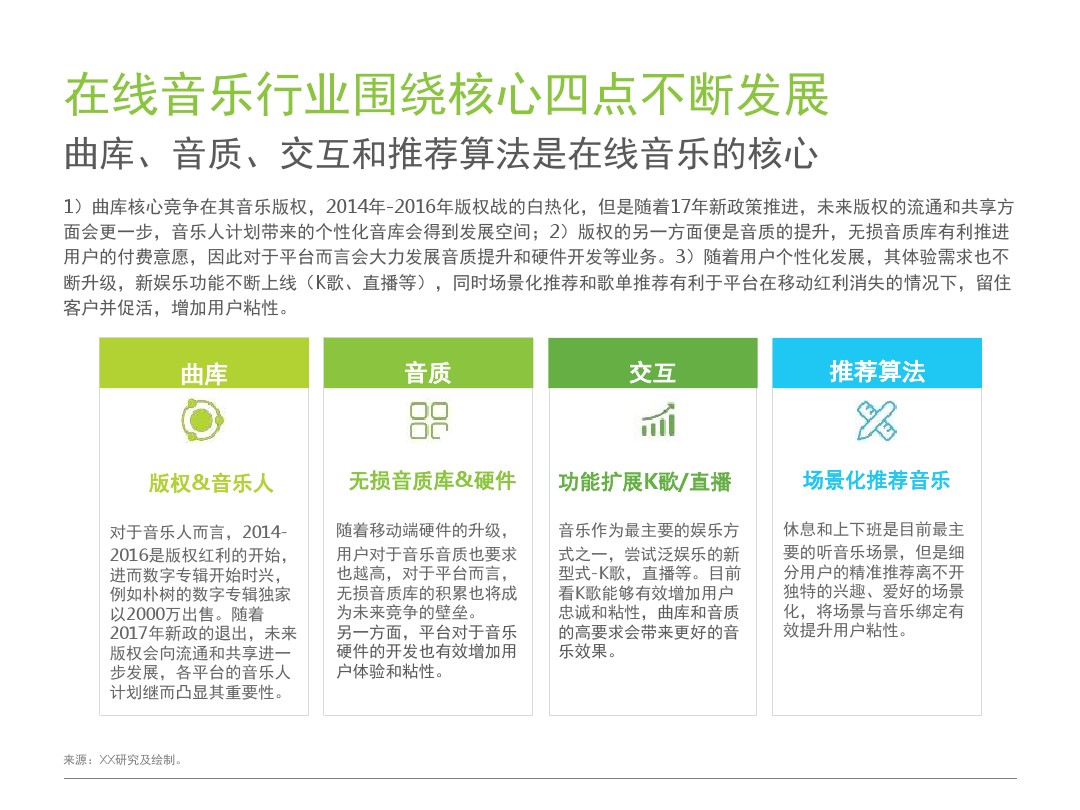 在线音乐行业围绕核心四点不断发展
曲库、音质、交互和推荐算法是在线音乐的核心
1）曲库核心竞争在其音乐版权，2014年-2016年版权战的白热化，但是随着17年新政策推进，未来版权的流通和共享方
面会更一步，音乐人计划带来的个性化音库会得到发展空间；2）版权的另一方面便是音质的提升，无损音质库有利推进
用户的付费意愿，因此对于平台而言会大力发展音质提升和硬件开发等业务。3）随着用户个性化发展，其体验需求也不
断升级，新娱乐功能不断上线（K歌、直播等），同时场景化推荐和歌单推荐有利于平台在移动红利消失的情况下，留住
客户并促活，增加用户粘性。
曲库
版权&音乐人
对于音乐人而言，2014-
2016是版权红利的开始，
进而数字专辑开始时兴，
例如朴树的数字专辑独家
以2000万出售。随着
2017年新政的退出，未来
版权会向流通和共享进一
步发展，各平台的音乐人
计划继而凸显其重要性。
音质
无损音质库&硬件
随着移动端硬件的升级，
用户对于音乐音质也要求
也越高，对于平台而言，
无损音质库的积累也将成
为未来竞争的壁垒。
另一方面，平台对于音乐
硬件的开发也有效增加用
户体验和粘性。
交互
功能扩展K歌/直播
音乐作为最主要的娱乐方
式之一，尝试泛娱乐的新
型式-K歌，直播等。目前
看K歌能够有效增加用户
忠诚和粘性，曲库和音质
的高要求会带来更好的音
乐效果。
推荐算法
场景化推荐音乐
休息和上下班是目前最主
要的听音乐场景，但是细
分用户的精准推荐离不开
独特的兴趣、爱好的场景
化，将场景与音乐绑定有
效提升用户粘性。
来源：XX研究及绘制。